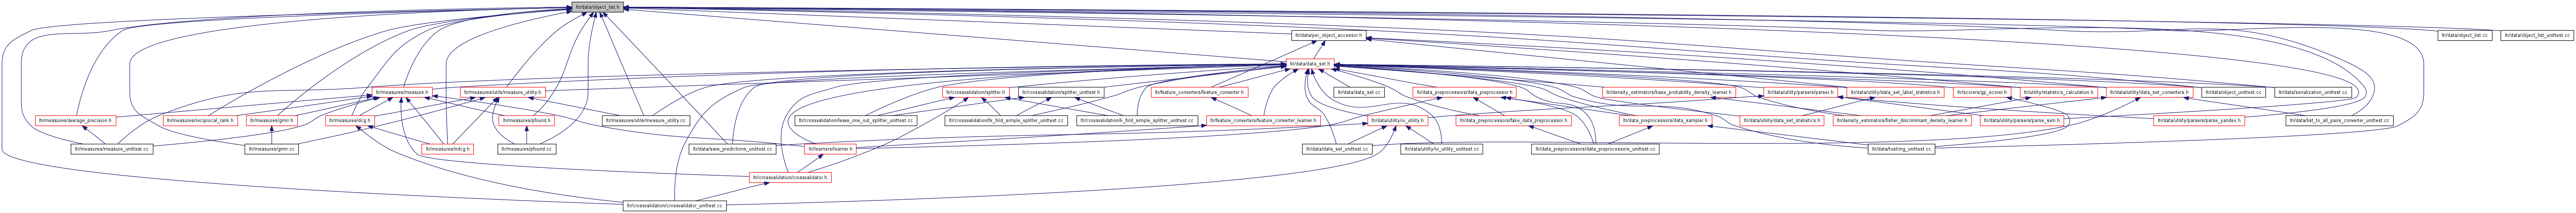 ltr/data/object_list.h
ltr/data/per_object_accessor.h
ltr/data/object_list.cc
ltr/data/object_list_unittest.cc
ltr/data/data_set.h
ltr/measures/measure.h
ltr/measures/utils/measure_utility.h
ltr/crossvalidation/splitter.h
ltr/crossvalidation/splitter_unittest.h
ltr/feature_converters/feature_converter.h
ltr/data/data_set.cc
ltr/data_preprocessors/data_preprocessor.h
ltr/density_estimators/base_probability_density_learner.h
ltr/data/utility/parsers/parser.h
ltr/data/utility/data_set_label_statistics.h
ltr/scorers/gp_scorer.h
ltr/data/utility/statistics_calculation.h
ltr/data/utility/data_set_converters.h
ltr/data/object_unittest.cc
ltr/data/serialization_unittest.cc
ltr/measures/average_precision.h
ltr/measures/reciprocal_rank.h
ltr/measures/gmrr.h
ltr/measures/dcg.h
ltr/measures/pfound.h
ltr/measures/utils/measure_utility.cc
ltr/crossvalidation/leave_one_out_splitter_unittest.cc
ltr/crossvalidation/tk_fold_simple_splitter_unittest.cc
ltr/crossvalidation/k_fold_simple_splitter_unittest.cc
ltr/feature_converters/feature_converter_learner.h
ltr/data/utility/io_utility.h
ltr/data_preprocessors/fake_data_preprocessor.h
ltr/data_preprocessors/data_sampler.h
ltr/data/utility/data_set_statistics.h
ltr/density_estimators/fisher_discriminant_density_learner.h
ltr/data/utility/parsers/parse_svm.h
ltr/data/utility/parsers/parse_yandex.h
ltr/data/list_to_all_pairs_converter_unittest.cc
ltr/measures/measure_unittest.cc
ltr/measures/gmrr.cc
ltr/measures/ndcg.h
ltr/measures/pfound.cc
ltr/data/save_predictions_unittest.cc
ltr/learners/learner.h
ltr/data/data_set_unittest.cc
ltr/data/utility/io_utility_unittest.cc
ltr/data_preprocessors/data_preprocessors_unittest.cc
ltr/data/tostring_unittest.cc
ltr/crossvalidation/crossvalidator.h
ltr/crossvalidation/crossvalidator_unittest.cc